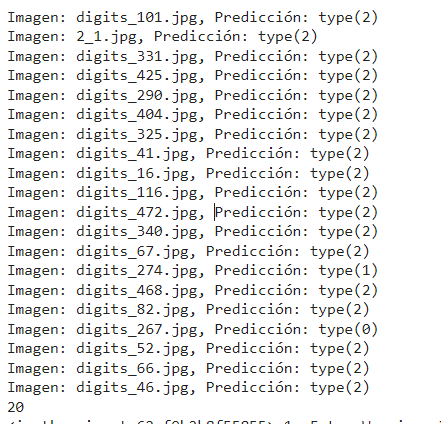 Imagen: digits_101.jpg, Predicción: type(2)
Imagen: 2_1.jpg, Predicción: type(2)
Imagen: digits_331.jpg, Predicción: type(2)
Imagen: digits_425.jpg, Predicción: type(2)
Imagen: digits_290.jpg, Predicción: type(2)
Imagen: digits_404.jpg, Predicción: type(2)
Imagen: digits_325.jpg, Predicción: type(2)
Imagen: digits_41.jpg, Predicción: type(2)
Imagen: digits_16.jpg, Predicción: type(2)
Imagen: digits_116.jpg, Predicción: type(2)
Imagen: digits_472.jpg, Predicción: type(2)
Imagen: digits_340.jpg, Predicción: type(2)
Imagen: digits_67.jpg, Predicción: type(2)
Imagen: digits_274.jpg, Predicción: type(1)
Imagen: digits_468.jpg, Predicción: type(2)
Imagen: digits_82.jpg, Predicción: type(2)
Imagen: digits_267.jpg, Predicción: type(0)
Imagen: digits_52.jpg, Predicción: type(2)
Imagen: digits_66.jpg, Predicción: type(2)
Imagen: digits_46.jpg, Predicción: type(2)
20